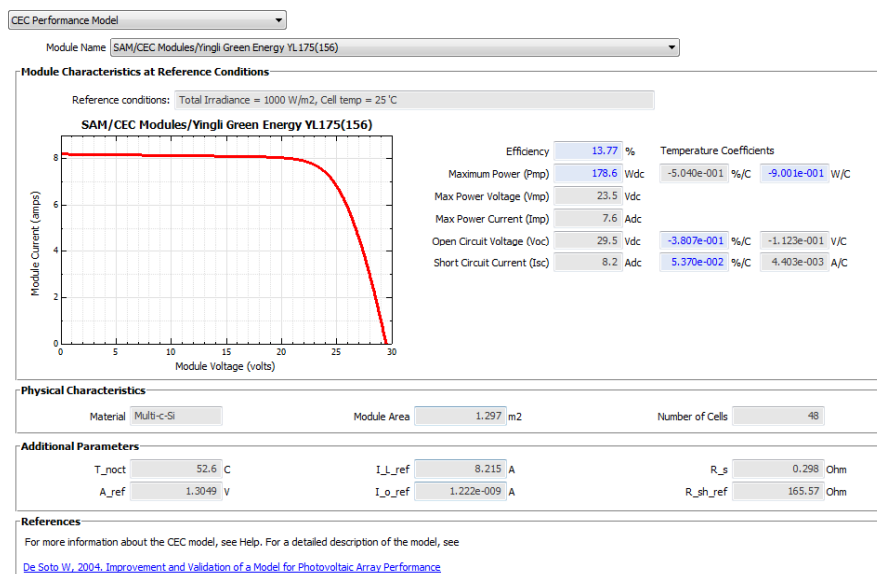 CEC Performance Model
Module Name SAM/CEC Modules/Yingli Green Energy YL175(156)
Module Characteristics at Reference Conditions
Reference conditions: Total Irradiance = 1000 W/m2, Cell temp = 25 'C
SAM/CEC Modules/Yingli Green Energy YL175(156)
8
6
4
2
0
0 5 10 15 20 25 30
Module Current (amps)
Module Voltage (volts)
Efficiency 13.77 % Temperature Coefficients
Maximum Power (Pmp) 178.6 Wdc -5.040e-001 %/C -9.001e-001 W/C
Max Power Voltage (Vmp) 23.5 Vdc
Max Power Current (Imp) 7.6 Adc
Open Circuit Voltage (Voc) 29.5 Vdc -3.807e-001 %/C -1.123e-001 V/C
Short Circuit Current (Isc) 8.2 Adc 5.370e-002 %/C 4.403e-003 A/C
Physical Characteristics
Material Multi-c-Si Module Area 1.297 m2 Number of Cells 48
Additional Parameters
T_noct 52.6 C I_L_ref 8.215 A R_s 0.298 Ohm
A_ref 1.3049 V I_o_ref 1.222e-009 A R_sh_ref 165.57 Ohm
References
For more information about the CEC model, see Help. For a detailed description of the model, see
De Soto W, 2004. Improvement and Validation of a Model for Photovoltaic Array Performance